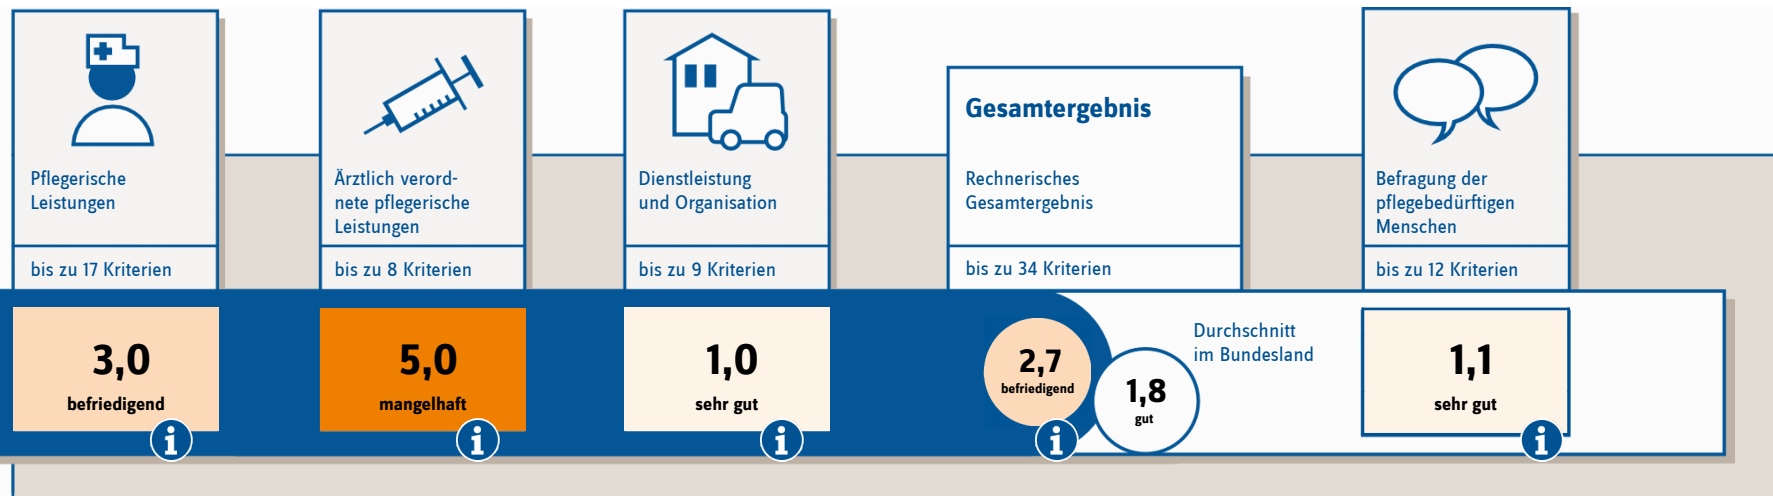 Pflegerische
Leistungen
bis zu 17 Kriterien
3,0
befriedigend
i
Ärztlich verord-
nete pflegerische
Leistungen
bis zu 8 Kriterien
5,0
mangelhaft
i
Dienstleistung
und Organisation
bis zu 9 Kriterien
1,0
sehr gut
i
Gesamtergebnis
Rechnerisches
Gesamtergebnis
bis zu 34 Kriterien
2,7
befriedigend
i
1,8
gut
Durchschnitt
im Bundesland
Befragung der
pflegebedürftigen
Menschen
bis zu 12 Kriterien
1,1
sehr gut
i